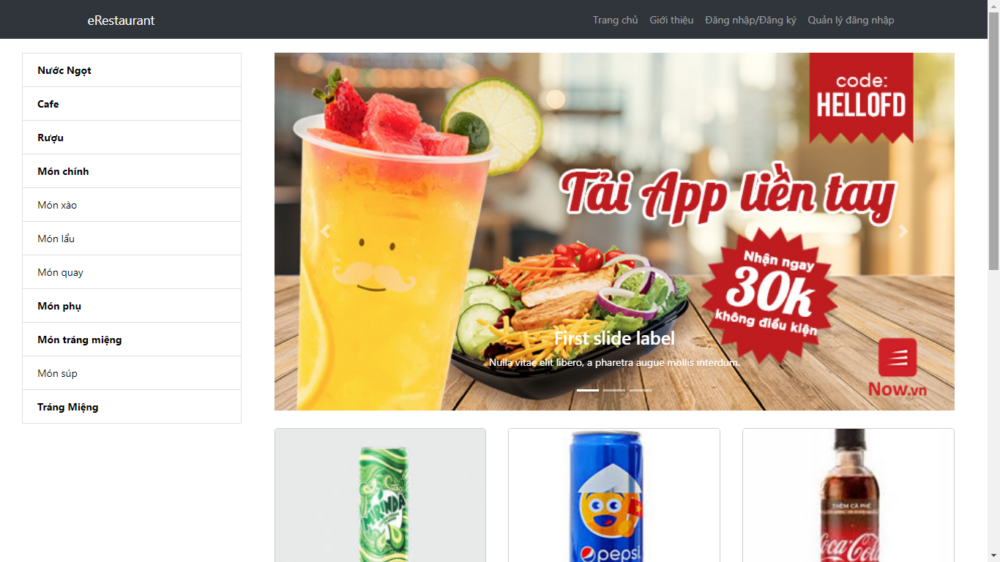 eRestaurant
Trang chủ
Giới thiệu
Đăng nhập/Đăng ký
Quản lý đăng nhập
Nước Ngọt
Cafe
Rượu
Món chính
Món xào
Món lẩu
Món quay
Món phụ
Món tráng miệng
Món súp
Tráng Miệng
code:
HELLOFD
Tải App liền tay
Nhận ngay
30k
không điều kiện
First slide label
Nulla vitae elit libero, a pharetra augue mollis interdum.
Now.vn
MIRINDA
pepsi
THÊM CÀ PHÊ
Coca-Cola